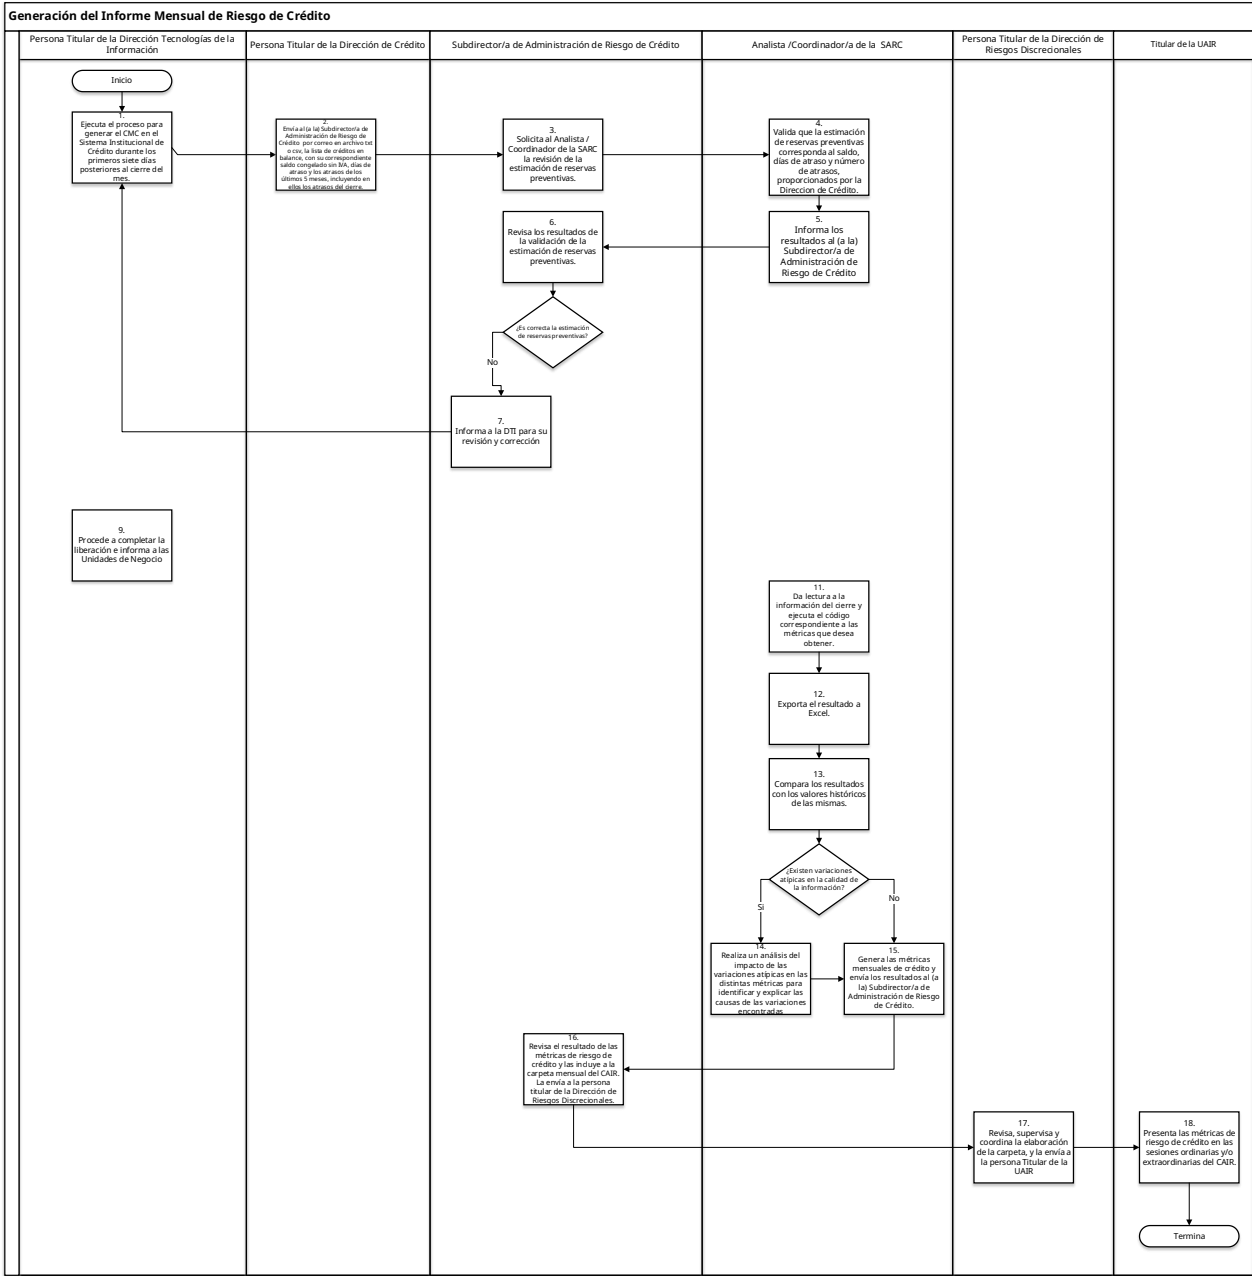 Generación del Informe Mensual de Riesgo de Crédito
Persona Titular de la Dirección Tecnologías de la
Información
Persona Titular de la Dirección de Crédito
Subdirector/a de Administración de Riesgo de Crédito
Analista /Coordinador/a de la SARC
Persona Titular de la Dirección de
Riesgos Discrecionales
Titular de la UAIR
Inicio
1.
Ejecuta el proceso para
generar el CMC en el
Sistema Institucional de
Crédito durante los
primeros siete días
posteriores al cierre del
mes.
2.
Envía al (a la) Subdirector/a de
Administración de Riesgo de
Crédito por correo en archivo txt
o csv, la lista de créditos en
balance, con su correspondiente
saldo congelado sin IVA, días de
atraso y los atrasos de los
últimos 5 meses, incluyendo en
ellos los atrasos del cierre.
3.
Solicita al Analista /
Coordinador de la SARC
la revisión de la
estimación de reservas
preventivas.
4.
Valida que la estimación
de reservas preventivas
corresponda al saldo,
días de atraso y número
de atrasos,
proporcionados por la
Direccion de Crédito.
5.
Informa los
resultados al (a la)
Subdirector/a de
Administración de
Riesgo de Crédito
6.
Revisa los resultados de
la validación de la
estimación de reservas
preventivas.
¿Es correcta la estimación
de reservas preventivas?
No
7.
Informa a la DTI para su
revisión y corrección
9.
Procede a completar la
liberación e informa a las
Unidades de Negocio
11.
Da lectura a la
información del cierre y
ejecuta el código
correspondiente a las
métricas que desea
obtener.
12.
Exporta el resultado a
Excel.
13.
Compara los resultados
con los valores históricos
de las mismas.
¿Existen variaciones
atípicas en la calidad de
la información?
Si
No
14.
Realiza un análisis del
impacto de las
variaciones atípicas en las
distintas métricas para
identificar y explicar las
causas de las variaciones
encontradas
15.
Genera las métricas
mensuales de crédito y
envía los resultados al (a
la) Subdirector/a de
Administración de Riesgo
de Crédito.
16.
Revisa el resultado de las
métricas de riesgo de
crédito y las incluye a la
carpeta mensual del CAIR.
La envía a la persona
titular de la Dirección de
Riesgos Discrecionales.
17.
Revisa, supervisa y
coordina la elaboración
de la carpeta, y la envía a
la persona Titular de la
UAIR
18.
Presenta las métricas de
riesgo de crédito en las
sesiones ordinarias y/o
extraordinarias del CAIR.
Termina